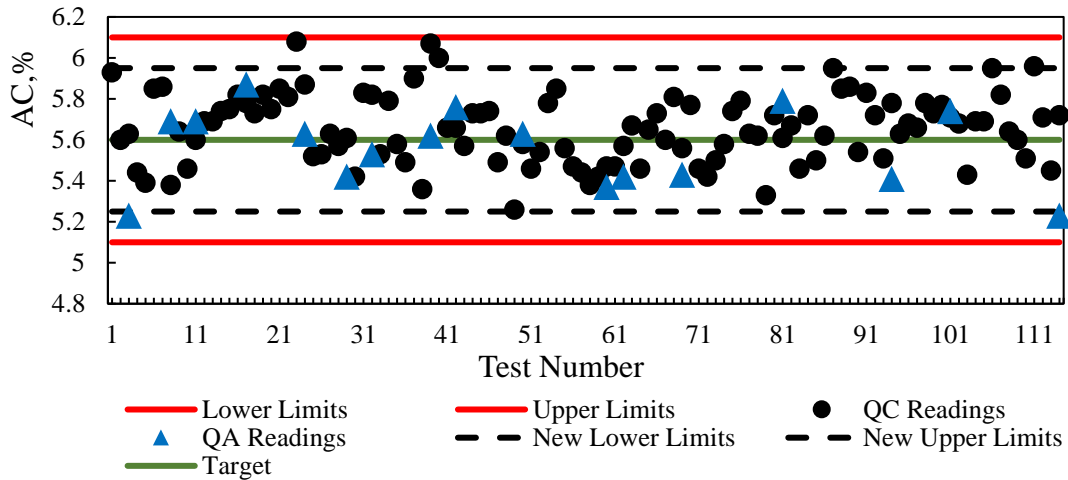 AC,%
6.2
6
5.8
5.6
5.4
5.2
5
4.8
1 11 21 31 41 51 61 71 81 91 101 111
Test Number
Lower Limits Upper Limits QC Readings
QA Readings New Lower Limits New Upper Limits
Target